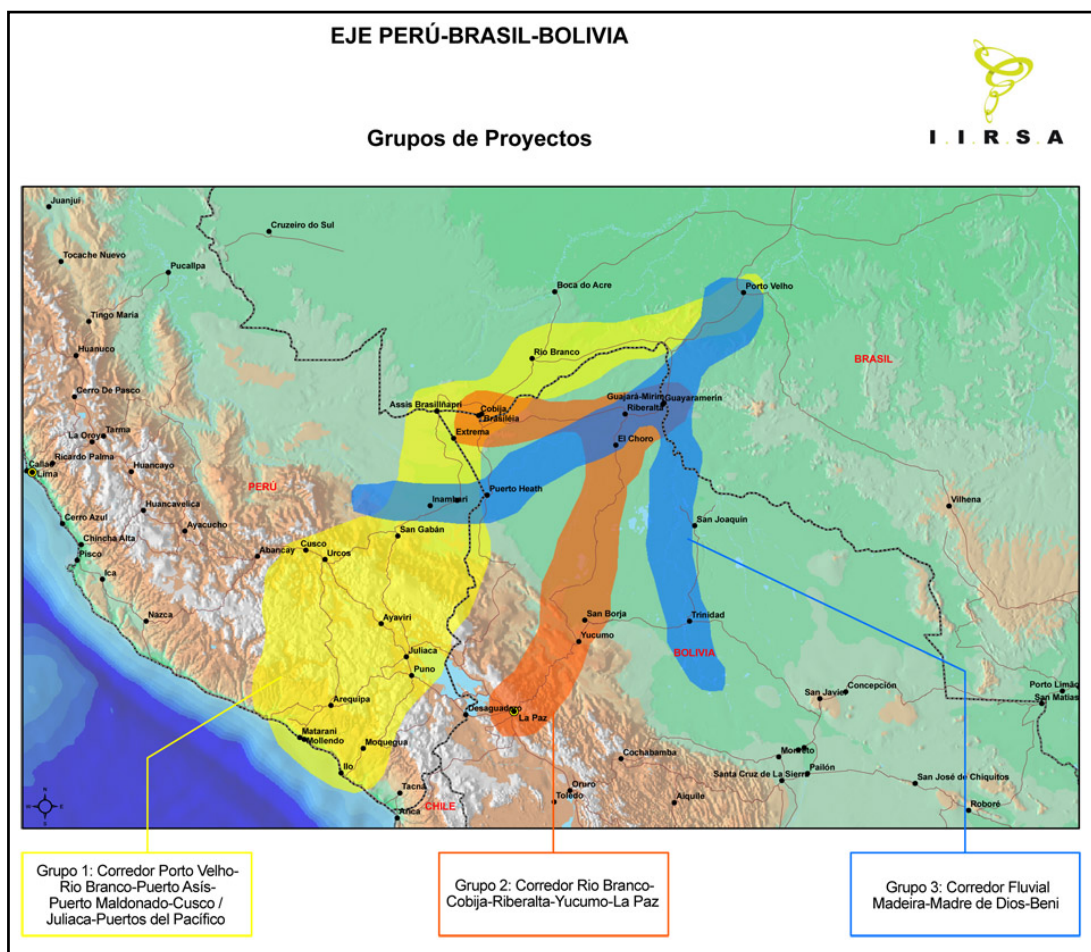 EJE PERÚ-BRASIL-BOLIVIA
Grupos de Proyectos
I.I.R.S.A
Juanjuí
Cruzeiro do Sul
Tocache Nuevo
Pucallpa
Boca do Acre
Porto Velho
Tingo María
Huanuco
Rio Branco
BRASIL
Cerro De Pasco
Assis Brasil
Iñapri
Cobija
Brasiléia
Guajará-Mirim
Guayaramerín
Riberalta
Extrema
El Choro
La Oroya
Tarma
Ricardo Palma
Callao
Lima
Huancayo
PERÚ
Puerto Heath
Inambari
Vilhena
Huancavelica
Ayacucho
Cerro Azul
San Joaquín
San Gabán
Chincha Alta
Pisco
Cusco
Abancay
Urcos
Ica
Nazca
Ayaviri
San Borja
Trinidad
Yucumo
BOLIVIA
Juliaca
Puno
Concepción
San Javier
Porto Limão
San Matias
Arequipa
Desaguadero
La Paz
Matarani
Mollendo
Moquegua
Cochabamba
Montero
Pailón
Santa Cruz de La Sierra
San José de Chiquitos
Ilo
Tacna
CHILE
Arica
Oruro
Toledo
Aiquile
Roboré
N
W
E
S
Grupo 1: Corredor Porto Velho-
Rio Branco-Puerto Asís-
Puerto Maldonado-Cusco /
Juliaca-Puertos del Pacífico
Grupo 2: Corredor Rio Branco-
Cobija-Riberalta-Yucumo-La Paz
Grupo 3: Corredor Fluvial
Madeira-Madre de Dios-Beni